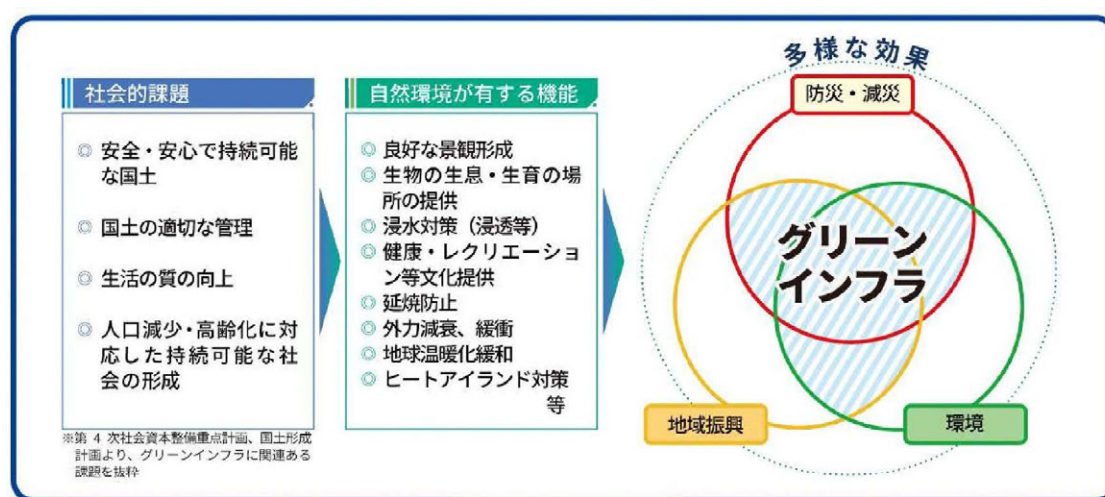 社会的課題
◎ 安全・安心で持続可能
な国土
◎ 国土の適切な管理
◎ 生活の質の向上
◎ 人口減少・高齢化に対
応した持続可能な社
会の形成
※第 4 次社会資本整備重点計画、国土形成
計画より、グリーンインフラに関連ある
課題を抜粋
自然環境が有する機能
◎ 良好な景観形成
◎ 生物の生息・生育の場
所の提供
◎ 浸水対策（浸透等）
◎ 健康・レクリエーショ
ン等文化提供
◎ 延焼防止
◎ 外力減衰、緩衝
◎ 地球温暖化緩和
◎ ヒートアイランド対策
等
多様な効果
防災・減災
グリーン
インフラ
地域振興
環境